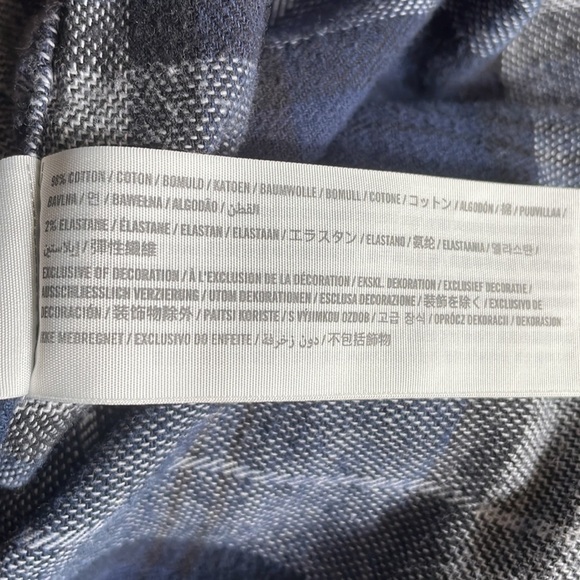 98% COTTON / COTON / BOMULD / KATOEN / BAUMWOLLE / BOMULL / COTONE / コットン / ALGODÓN / 棉 / PUUVILLAA /
BAVLNA / 면 / BAWEŁNA / ALGODÃO / القطن /
2% ELASTANE / ÉLASTANE / ELASTAN / ELASTAAN / エラスタン / ELASTANO / 氨纶 / ELASTAANIA / 엘라스탄 /
إيلاستين / 彈性纖維
EXCLUSIVE OF DECORATION / À L'EXCLUSION DE LA DÉCORATION / EKSKL. DEKORATION / EXCLUSIEF DECORATIE /
AUSSCHLIESSLICH VERZIERUNG / UTOM DEKORATIONEN / ESCLUSA DECORAZIONE / 装飾を除く / EXCLUSIVO DE
DECORACIÓN / 装饰物除外 / PAITSI KORISTE / S VÝJIMKOU OZDOB / 고급 장식 / OPRÓCZ DEKORACJI / DEKORASJON
IKKE MEDREGNET / EXCLUSIVO DO ENFEITE / دون زخرفة / 不包括飾物